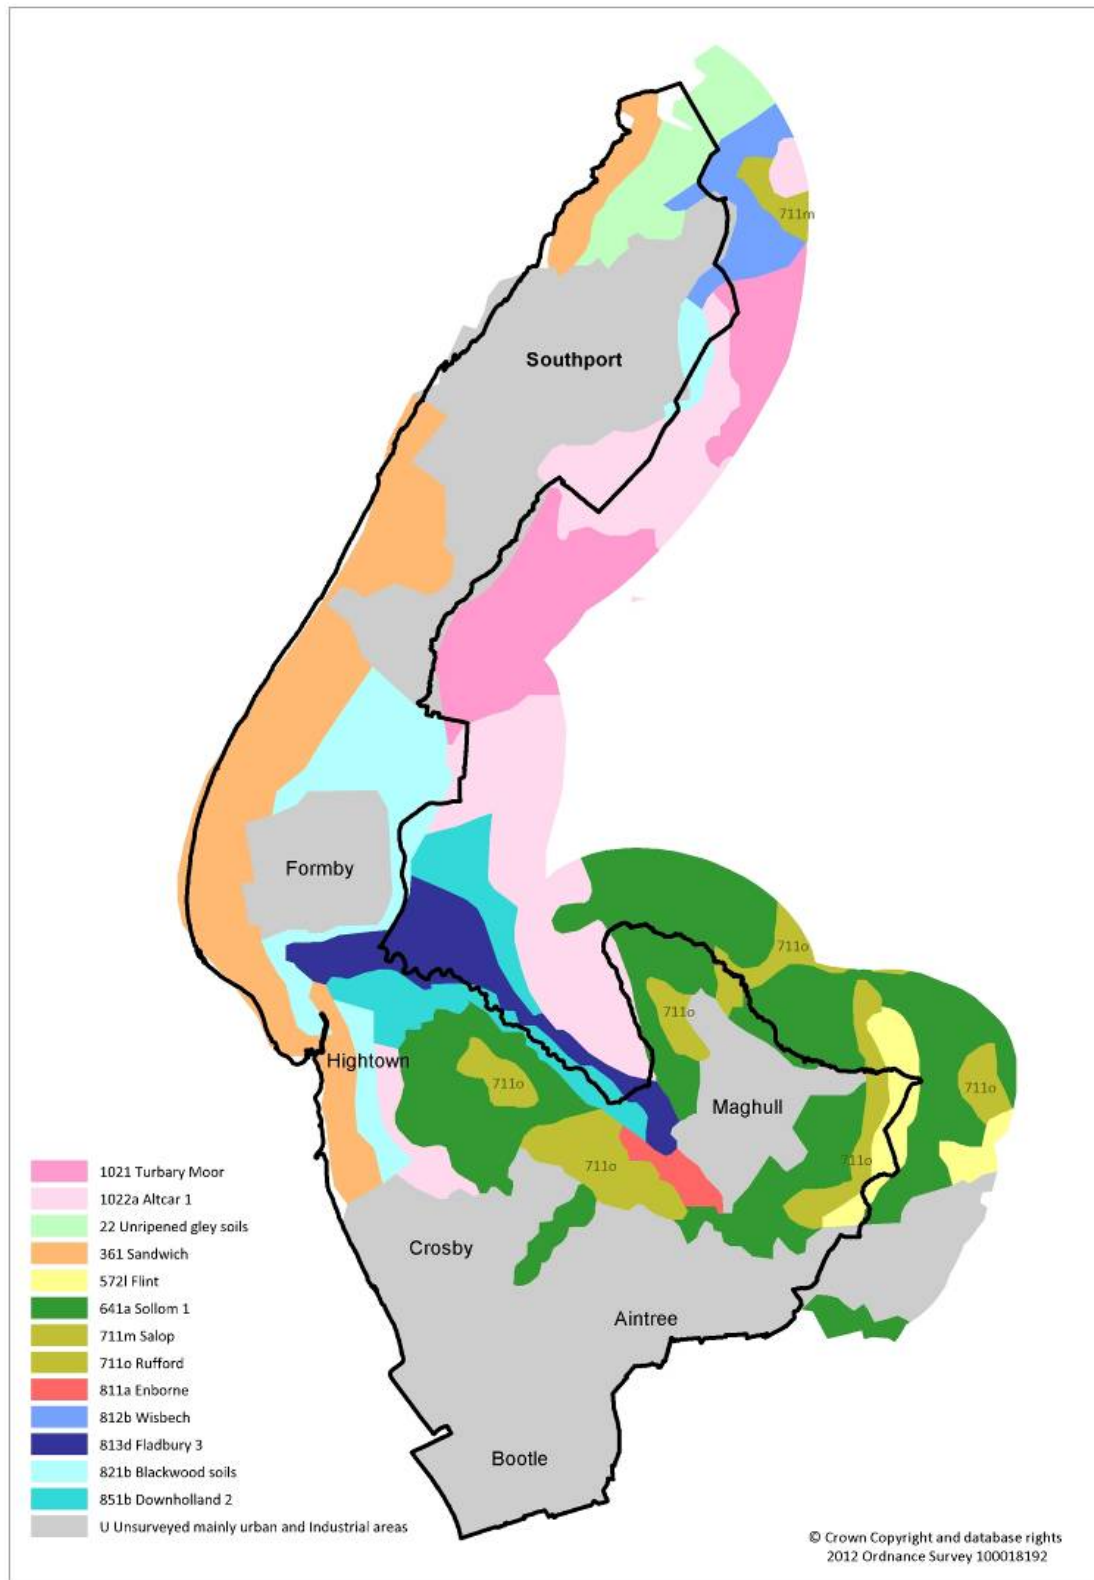 711m
Southport
Formby
711o
711o
Hightown
711o
711o
Maghull
711o
711o
Crosby
Aintree
Bootle
1021 Turbary Moor
1022a Altcar 1
22 Unripened gley soils
361 Sandwich
572l Flint
641a Sollom 1
711m Salop
711o Rufford
811a Enborne
812b Wisbech
813d Fladbury 3
821b Blackwood soils
851b Downholland 2
U Unsurveyed mainly urban and Industrial areas
© Crown Copyright and database rights
2012 Ordnance Survey 100018192